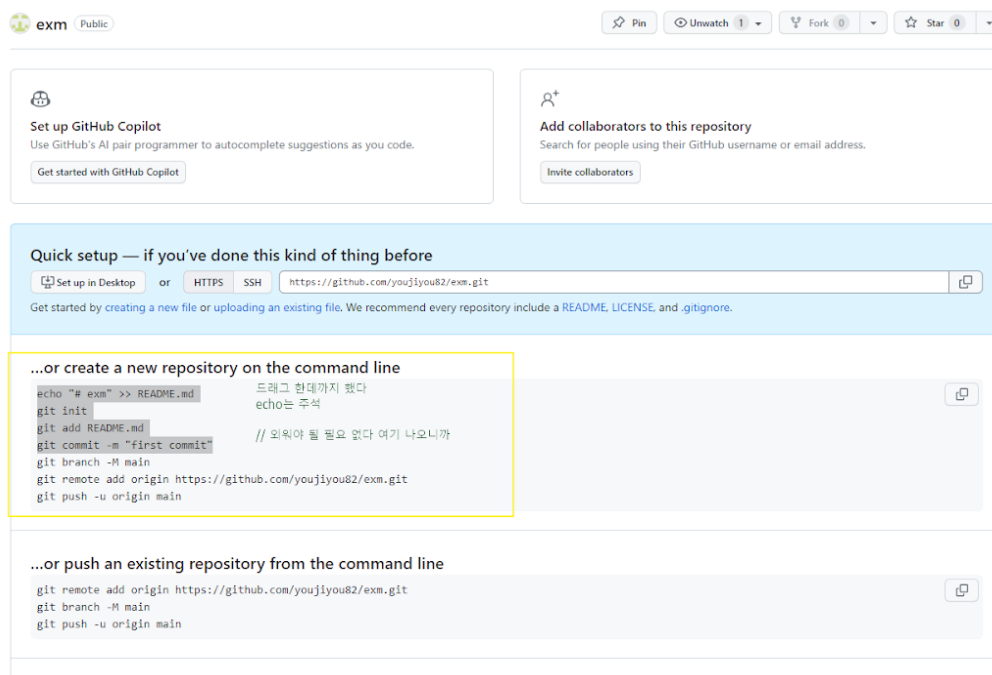 exm Public
Pin Unwatch 1 Fork 0 Star 0
Set up GitHub Copilot
Use GitHub's AI pair programmer to autocomplete suggestions as you code.
Get started with GitHub Copilot
Add collaborators to this repository
Search for people using their GitHub username or email address.
Invite collaborators
Quick setup — if you've done this kind of thing before
Set up in Desktop or HTTPS SSH https://github.com/youjiyou82/exm.git
Get started by creating a new file or uploading an existing file. We recommend every repository include a README, LICENSE, and .gitignore.
...or create a new repository on the command line
echo "# exm" >> README.md
git init
git add README.md
git commit -m "first commit"
git branch -M main
git remote add origin https://github.com/youjiyou82/exm.git
git push -u origin main
드래그 한데까지 했다
echo는 주석
// 외워야 될 필요 없다 여기 나오니까
...or push an existing repository from the command line
git remote add origin https://github.com/youjiyou82/exm.git
git branch -M main
git push -u origin main